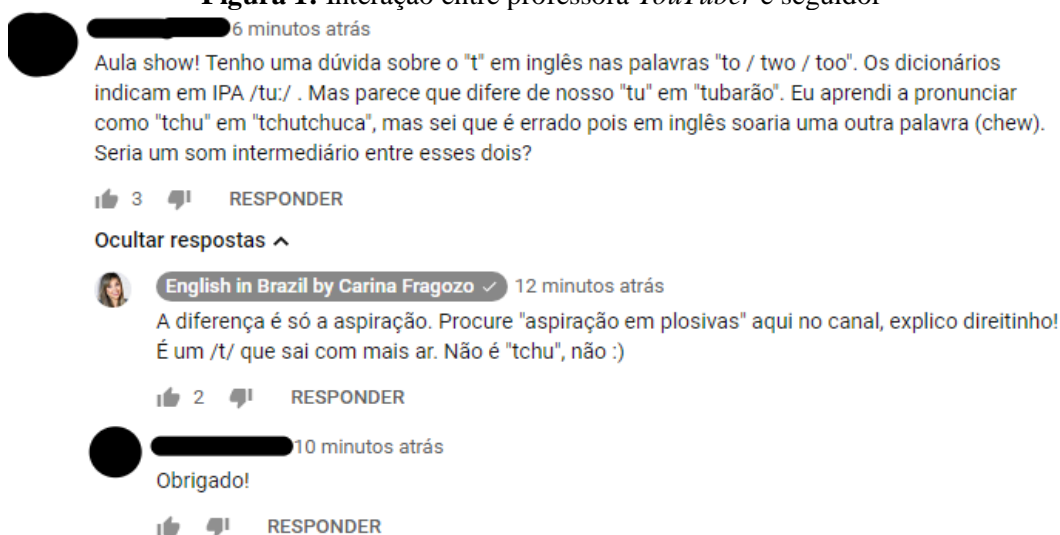 Figura 1: Interação entre professora YouTuber e seguidor
6 minutos atrás
Aula show! Tenho uma dúvida sobre o "t" em inglês nas palavras "to / two / too". Os dicionários
indicam em IPA /tu:/ . Mas parece que difere de nosso "tu" em "tubarão". Eu aprendi a pronunciar
como "tchu" em "tchutchuca", mas sei que é errado pois em inglês soaria uma outra palavra (chew).
Seria um som intermediário entre esses dois?
3 RESPONDER
Ocultar respostas
English in Brazil by Carina Fragozo 12 minutos atrás
A diferença é só a aspiração. Procure "aspiração em plosivas" aqui no canal, explico direitinho!
É um /t/ que sai com mais ar. Não é "tchu", não :)
2 RESPONDER
10 minutos atrás
Obrigado!
RESPONDER